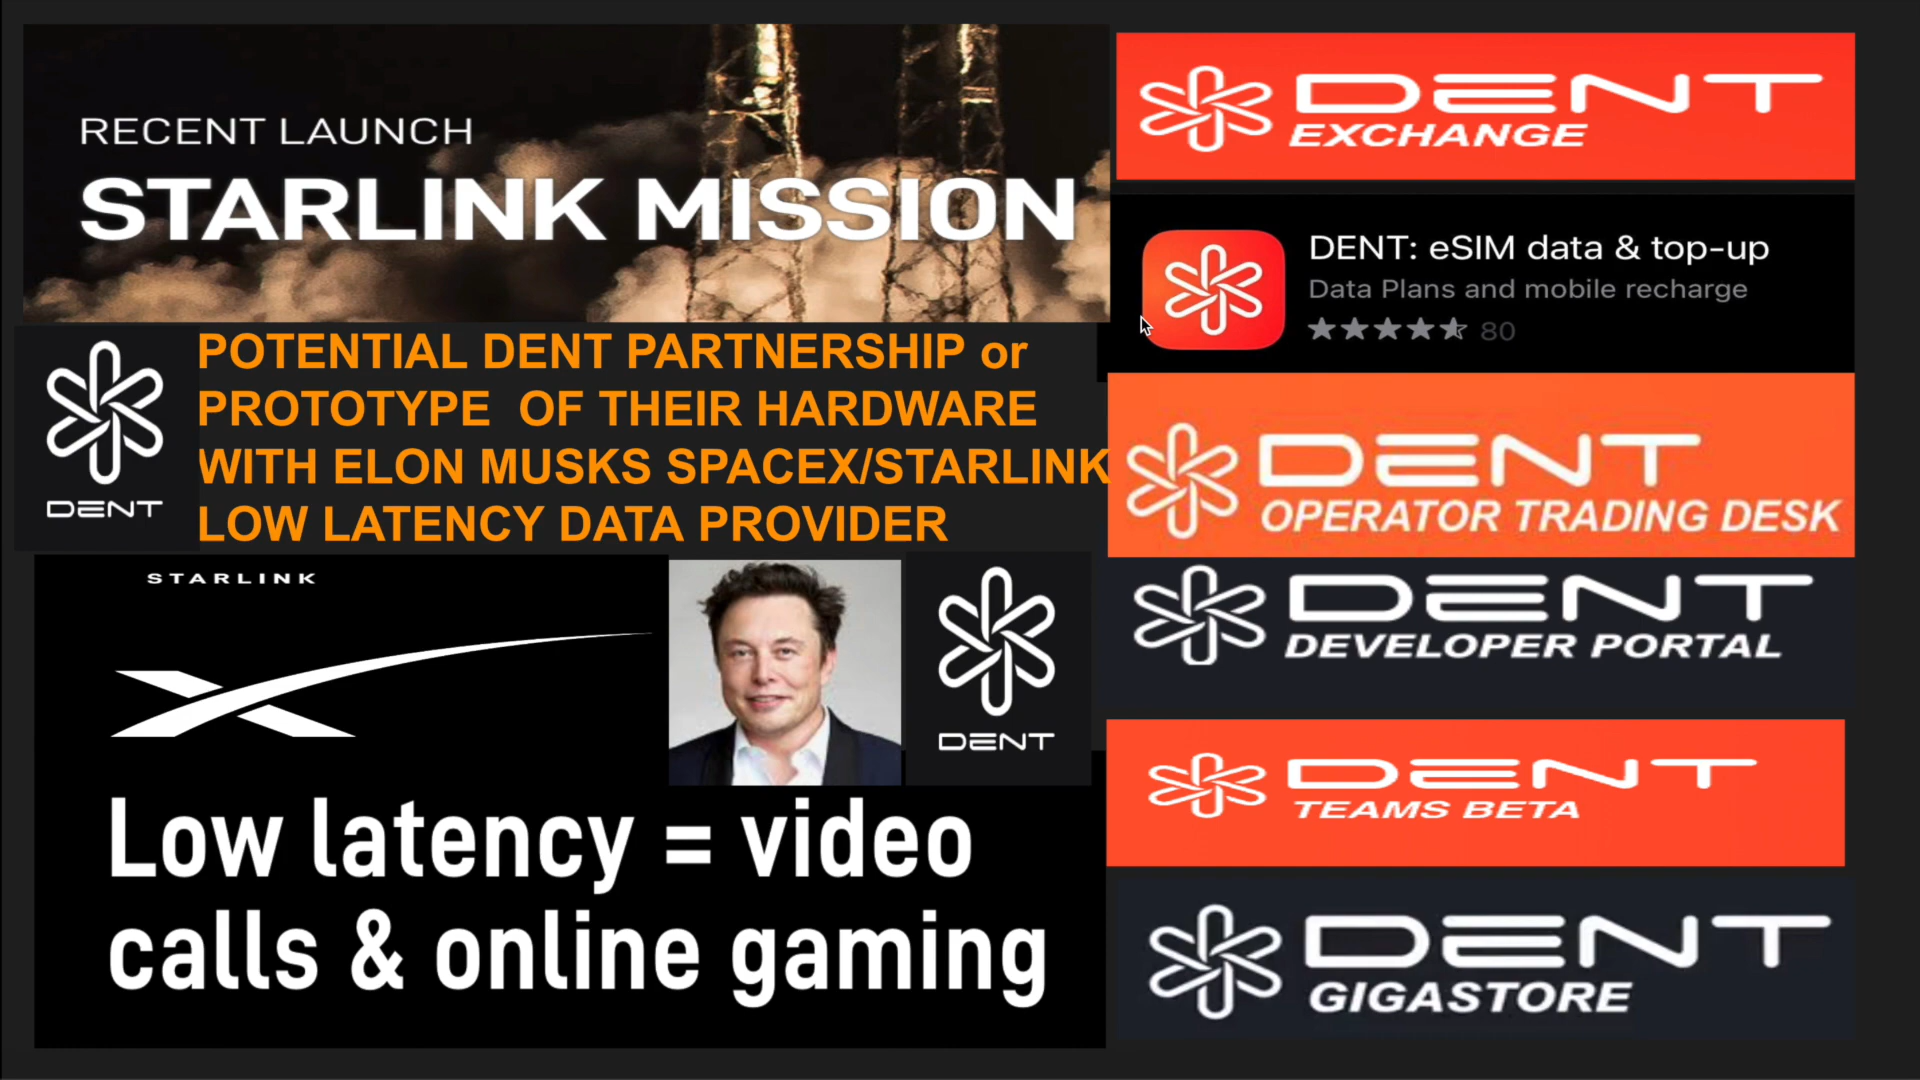 RECENT LAUNCH
STARLINK MISSION
DENT
POTENTIAL DENT PARTNERSHIP or
PROTOTYPE OF THEIR HARDWARE
WITH ELON MUSKS SPACEX/STARLINK
LOW LATENCY DATA PROVIDER
STARLINK
DENT
Low latency = video
calls & online gaming
DENT
EXCHANGE
DENT: eSIM data & top-up
Data Plans and mobile recharge
80
DENT
OPERATOR TRADING DESK
DENT
DEVELOPER PORTAL
DENT
TEAMS BETA
DENT
GIGASTORE